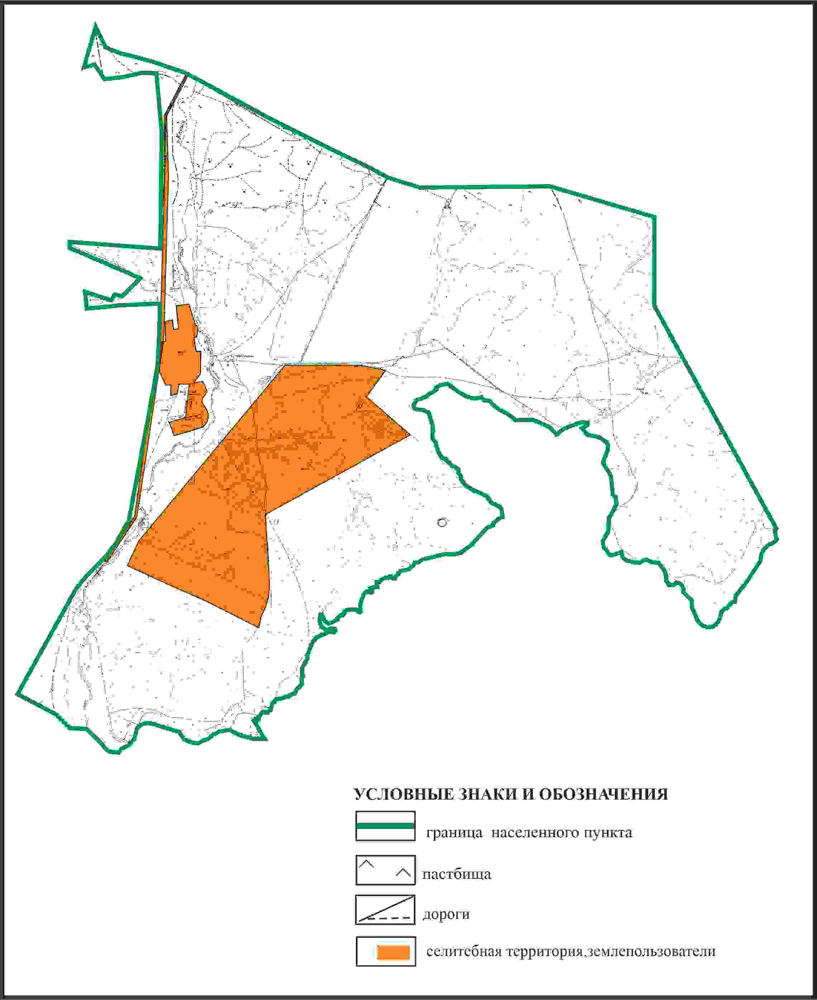 УСЛОВНЫЕ ЗНАКИ И ОБОЗНАЧЕНИЯ
граница населенного пункта
пастбища
дороги
селитебная территория,землепользователи